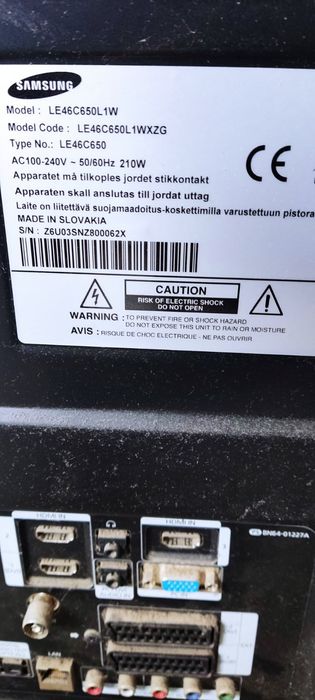 SAMSUNG
Model : LE46C650L1W
Model Code : LE46C650L1WXZG
Type No.: LE46C650
AC100-240V ~ 50/60Hz 210W
Apparatet må tilkoples jordet stikkontakt
Apparaten skall anslutas till jordat uttag
Laite on liitettävä suojamaadoitus-koskettimilla varustettuun pistora
MADE IN SLOVAKIA
S/N : Z6U03SNZ800062X
CE
CAUTION
RISK OF ELECTRIC SHOCK
DO NOT OPEN
WARNING : TO PREVENT FIRE OR SHOCK HAZARD
DO NOT EXPOSE THIS UNIT TO RAIN OR MOISTURE
AVIS : RISQUE DE CHOC ELECTRIQUE - NE PAS OUVRIR
HDMI IN
HDMI IN
BN64-01227A
2
1
LAN
EXT